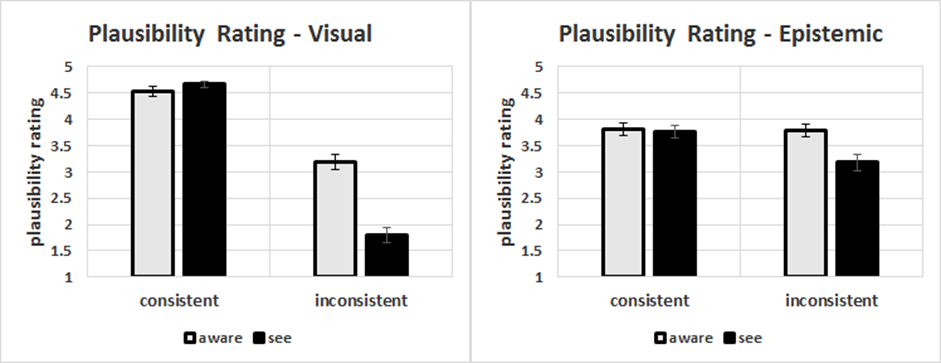 Plausibility Rating - Visual
plausibility rating
5
4.5
4
3.5
3
2.5
2
1.5
1
consistent inconsistent
aware see
Plausibility Rating - Epistemic
plausibility rating
5
4.5
4
3.5
3
2.5
2
1.5
1
consistent inconsistent
aware see